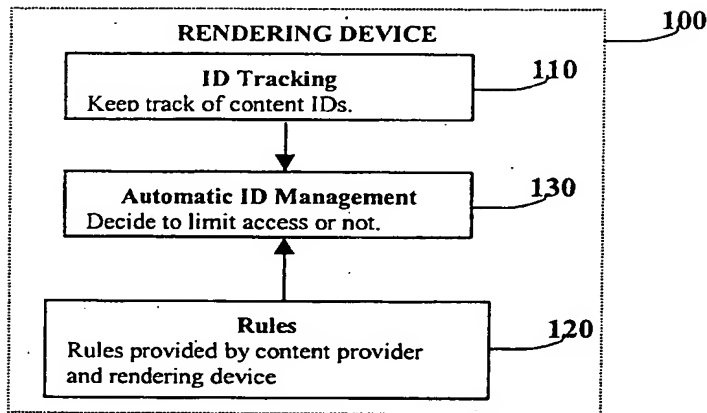 RENDERING DEVICE
100
ID Tracking
110
Keep track of content IDs.
Automatic ID Management
130
Decide to limit access or not.
Rules
120
Rules provided by content provider
and rendering device